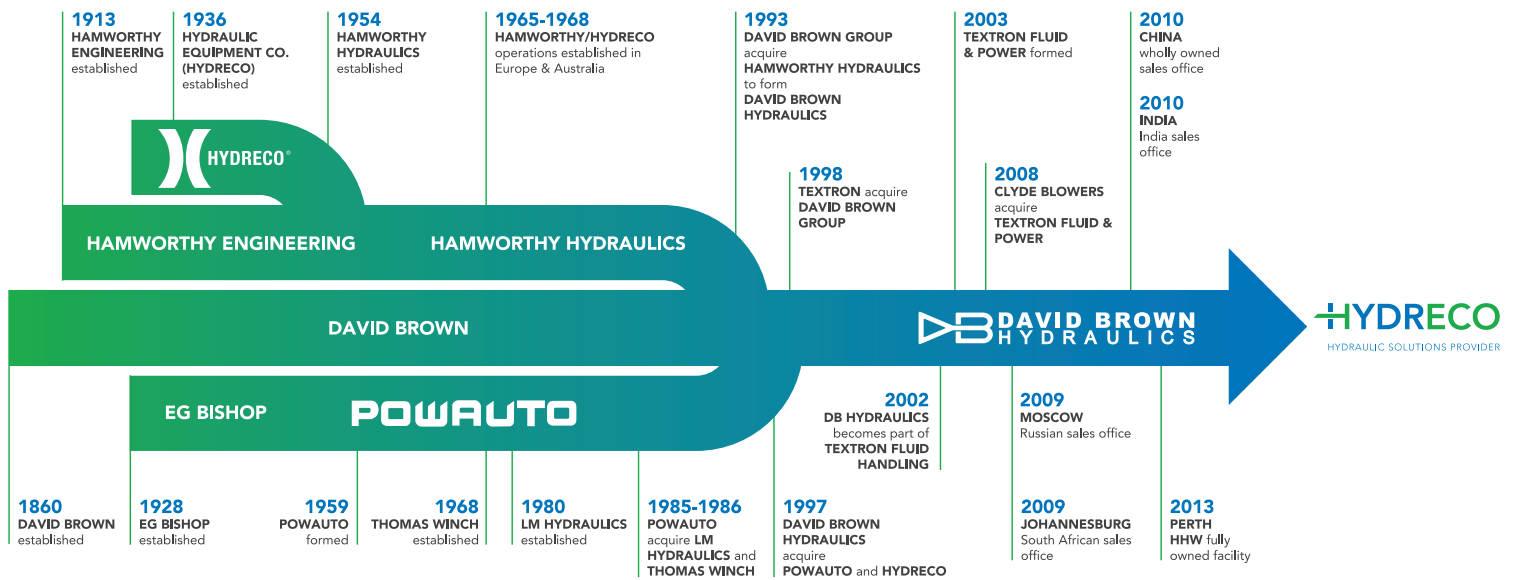 1913
HAMWORTHY
ENGINEERING
established
1936
HYDRAULIC
EQUIPMENT CO.
(HYDRECO)
established
1954
HAMWORTHY
HYDRAULICS
established
1965-1968
HAMWORTHY/HYDRECO
operations established in
Europe & Australia
1993
DAVID BROWN GROUP
acquire
HAMWORTHY HYDRAULICS
to form
DAVID BROWN
HYDRAULICS
2003
TEXTRON FLUID
& POWER formed
2010
CHINA
wholly owned
sales office
2010
INDIA
India sales
office
1998
TEXTRON acquire
DAVID BROWN
GROUP
2008
CLYDE BLOWERS
acquire
TEXTRON FLUID &
POWER
HYDRECO®
HAMWORTHY ENGINEERING
HAMWORTHY HYDRAULICS
DAVID BROWN
DB DAVID BROWN
HYDRAULICS
HYDRECO
HYDRAULIC SOLUTIONS PROVIDER
EG BISHOP
POWAUTO
2002
DB HYDRAULICS
becomes part of
TEXTRON FLUID
HANDLING
2009
MOSCOW
Russian sales office
1860
DAVID BROWN
established
1928
EG BISHOP
established
1959
POWAUTO
formed
1968
THOMAS WINCH
established
1980
LM HYDRAULICS
established
1985-1986
POWAUTO
acquire LM
HYDRAULICS and
THOMAS WINCH
1997
DAVID BROWN
HYDRAULICS
acquire
POWAUTO and HYDRECO
2009
JOHANNESBURG
South African sales
office
2013
PERTH
HHW fully
owned facility